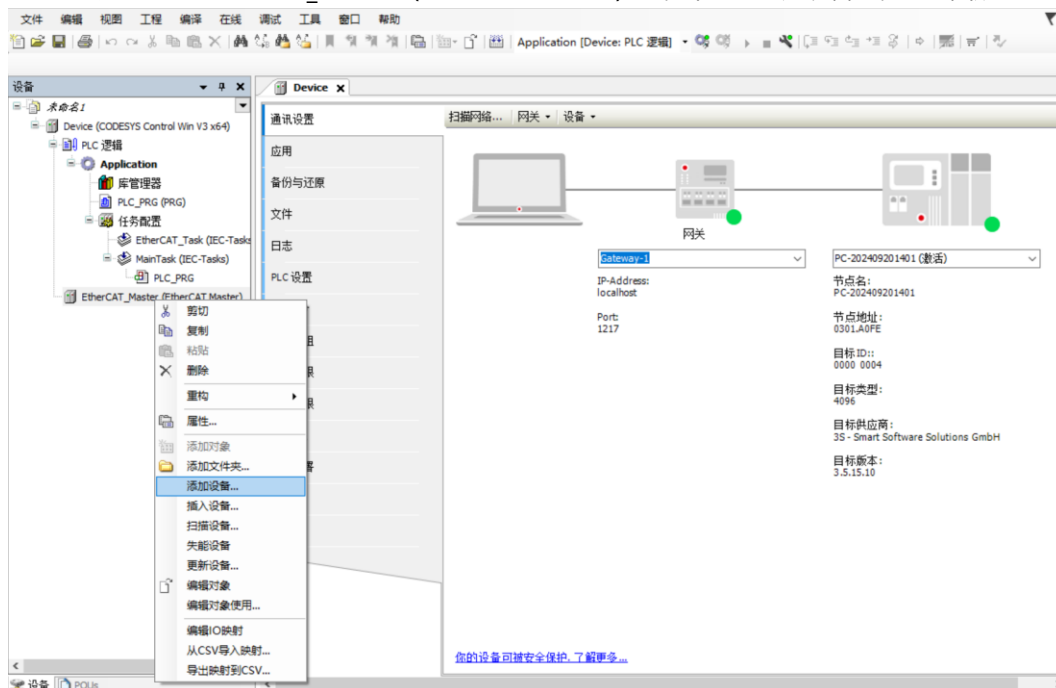 文件 编辑 视图 工程 编译 在线 调试 工具 窗口 帮助
Application [Device: PLC 逻辑]
设备
Device
未命名1
Device (CODESYS Control Win V3 x64)
PLC 逻辑
Application
库管理器
PLC_PRG (PRG)
任务配置
EtherCAT_Task (IEC-Tasks
MainTask (IEC-Tasks)
PLC_PRG
EtherCAT_Master (EtherCAT Master)
剪切
复制
粘贴
删除
重构
属性...
添加对象
添加文件夹...
添加设备...
插入设备...
扫描设备...
失能设备
更新设备...
编辑对象
编辑对象使用...
编辑IO映射
从CSV导入映射...
导出映射到CSV...
设备 POUs
通讯设置
应用
备份与还原
文件
日志
PLC 设置
扫描网络... 网关 设备
网关
Gateway-1
IP-Address:
localhost
Port:
1217
PC-202409201401 (激活)
节点名:
PC-202409201401
节点地址:
0301.A0FE
目标 ID::
0000 0004
目标类型:
4096
目标供应商:
3S - Smart Software Solutions GmbH
目标版本:
3.5.15.10
你的设备可被安全保护. 了解更多...